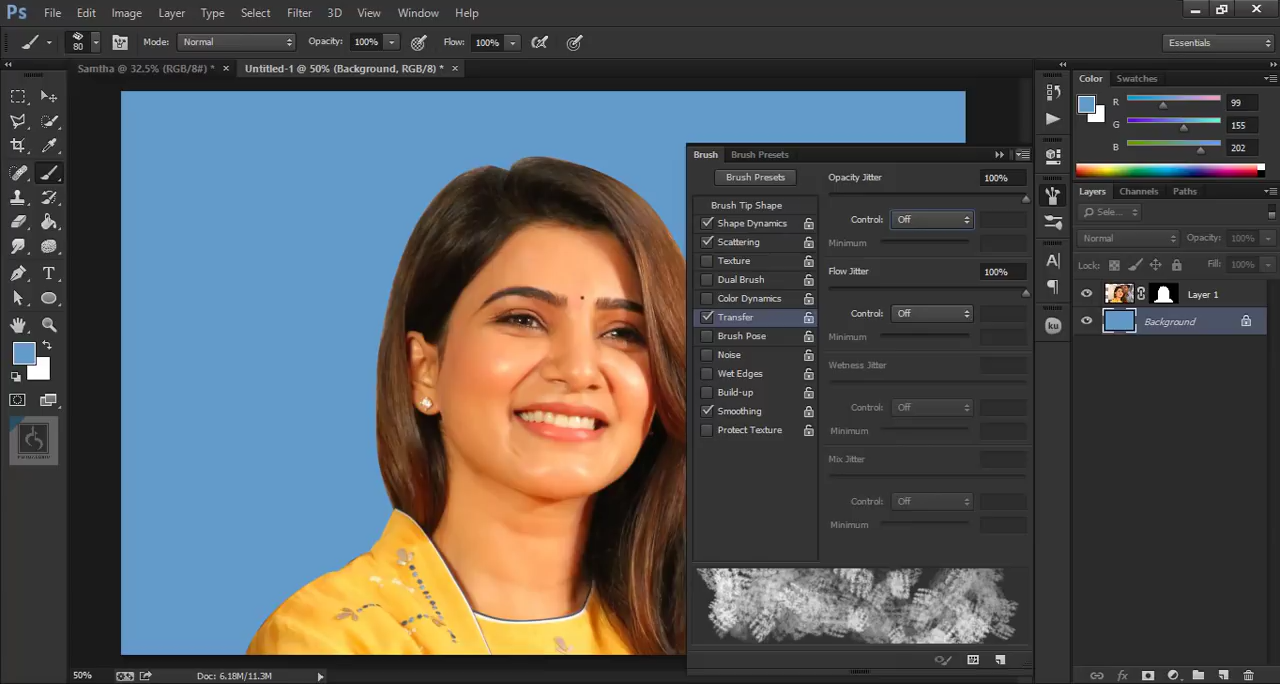 Ps File Edit Image Layer Type Select Filter 3D View Window Help
80 Mode: Normal Opacity: 100% Flow: 100% Essentials
Samtha @ 32.5% (RGB/8#) * × Untitled-1 @ 50% (Background, RGB/8) * ×
Color Swatches
R 99
G 155
B 202
Brush Brush Presets
Brush Presets
Brush Tip Shape
Shape Dynamics
Scattering
Texture
Dual Brush
Color Dynamics
Transfer
Brush Pose
Noise
Wet Edges
Build-up
Smoothing
Protect Texture
Opacity Jitter 100%
Control: Off
Minimum
Flow Jitter 100%
Control: Off
Minimum
Wetness Jitter
Control: Off
Minimum
Mix Jitter
Control: Off
Minimum
Layers Channels Paths
Sele...
Normal Opacity: 100%
Lock: Fill: 100%
Layer 1
Background
ku
50% Doc: 6.18M/11.3M